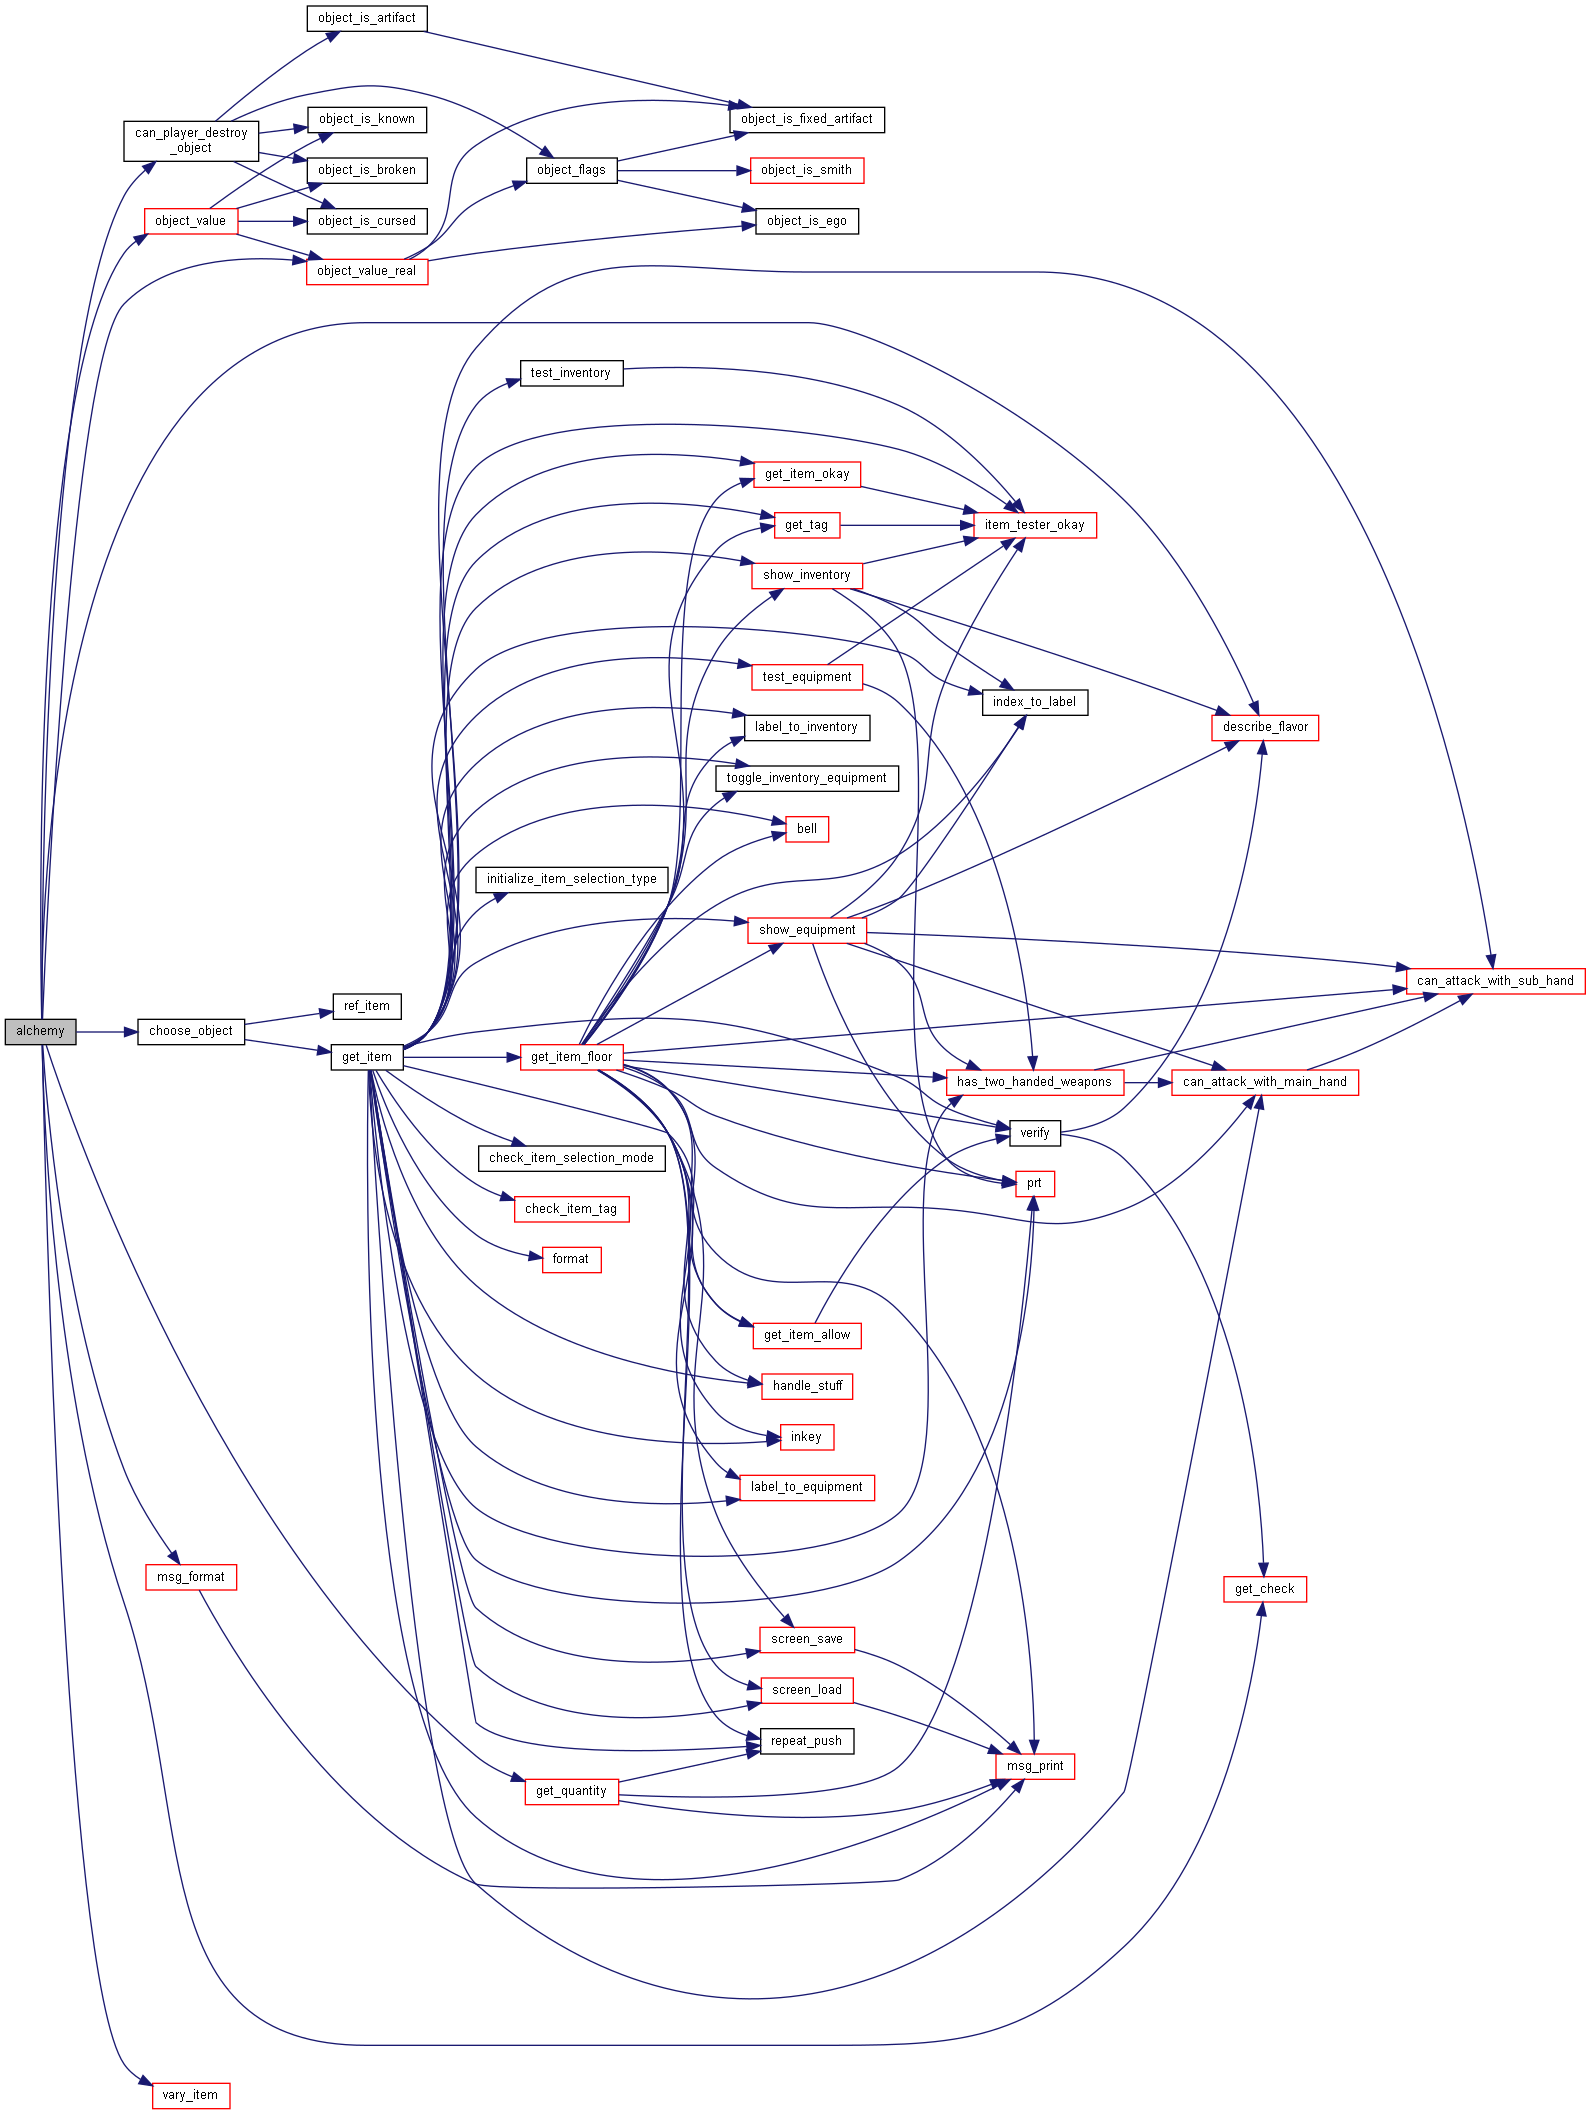 object_is_artifact
can_player_destroy
_object
object_is_known
object_is_fixed_artifact
object_is_broken
object_flags
object_is_smith
object_value
object_is_cursed
object_is_ego
object_value_real
test_inventory
get_item_okay
get_tag
item_tester_okay
show_inventory
test_equipment
index_to_label
label_to_inventory
describe_flavor
toggle_inventory_equipment
bell
initialize_item_selection_type
show_equipment
can_attack_with_sub_hand
ref_item
alchemy
choose_object
get_item
get_item_floor
has_two_handed_weapons
can_attack_with_main_hand
verify
check_item_selection_mode
prt
check_item_tag
format
get_item_allow
handle_stuff
inkey
label_to_equipment
msg_format
get_check
screen_save
screen_load
repeat_push
msg_print
get_quantity
vary_item